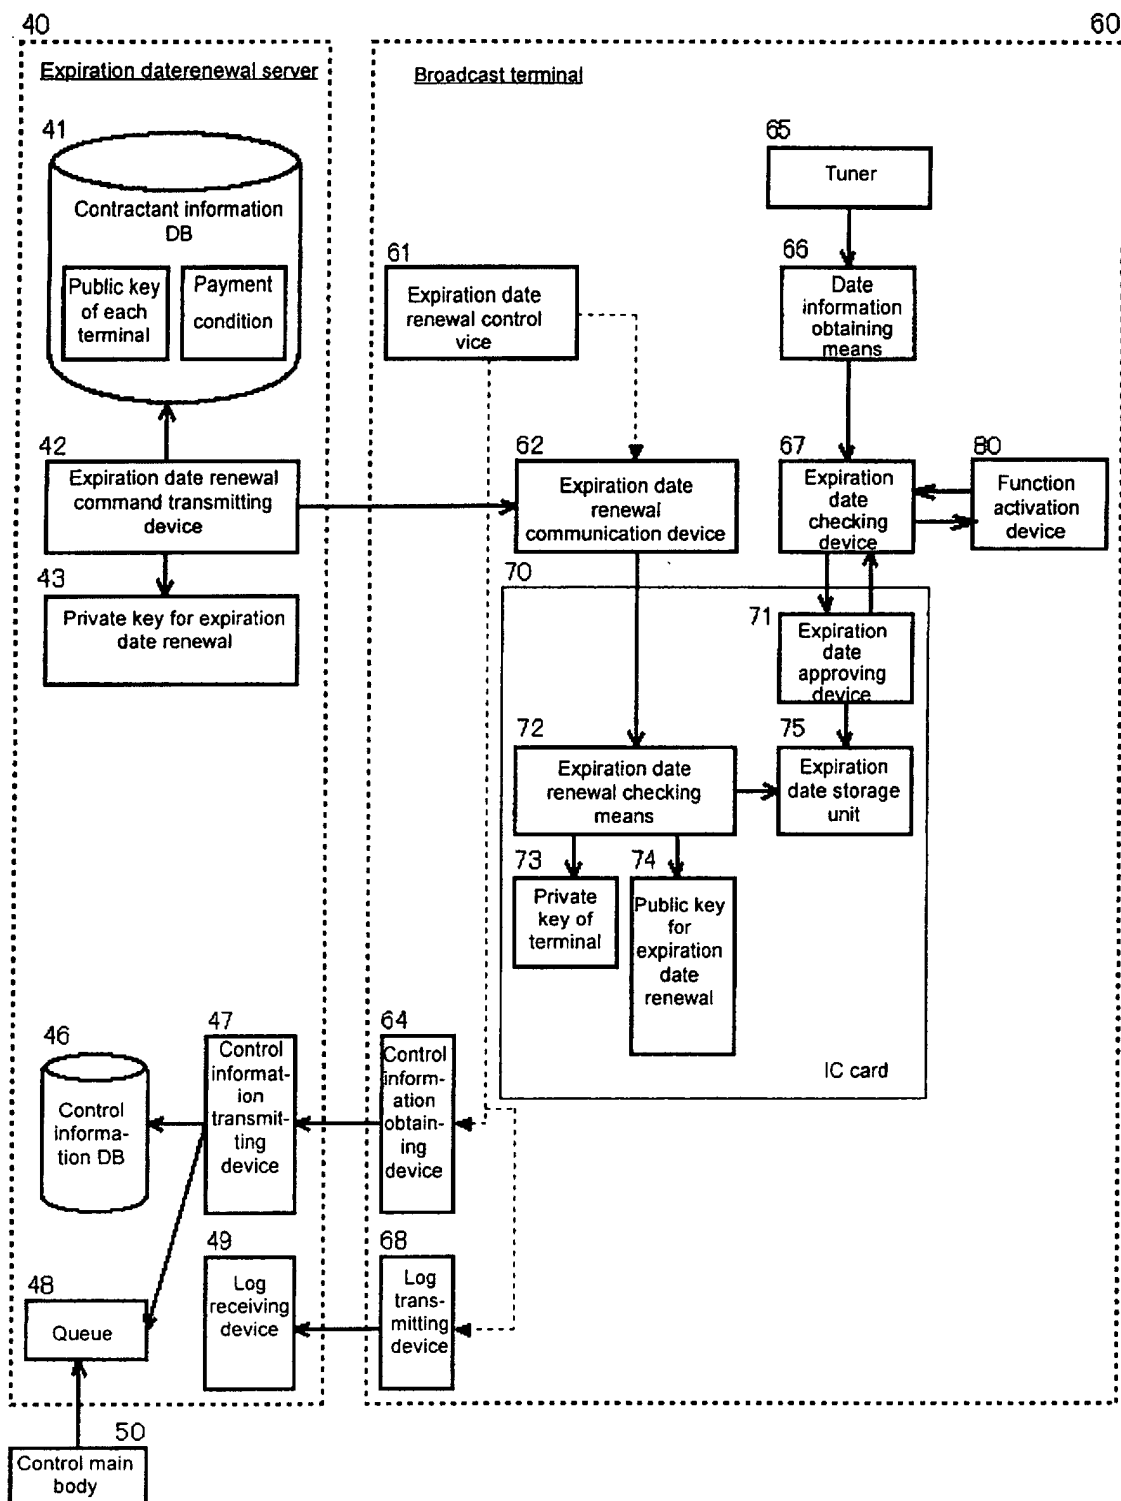 40
60
Expiration daterenewal server
Broadcast terminal
41
Contractant information
DB
Public key
of each
terminal
Payment
condition
65
Tuner
61
Expiration date
renewal control
vice
66
Date
information
obtaining
means
42
Expiration date renewal
command transmitting
device
62
Expiration date
renewal
communication device
67
Expiration
date
checking
device
80
Function
activation
device
43
Private key for expiration
date renewal
70
71
Expiration
date
approving
device
72
Expiration date
renewal checking
means
75
Expiration
date storage
unit
73
Private
key of
terminal
74
Public key
for
expiration
date
renewal
IC card
46
Control
informa-
tion DB
47
Control
informat-
ion
transmit-
ting
device
64
Control
inform-
ation
obtain-
ing
device
48
Queue
49
Log
receiving
device
68
Log
trans-
mitting
device
50
Control main
body